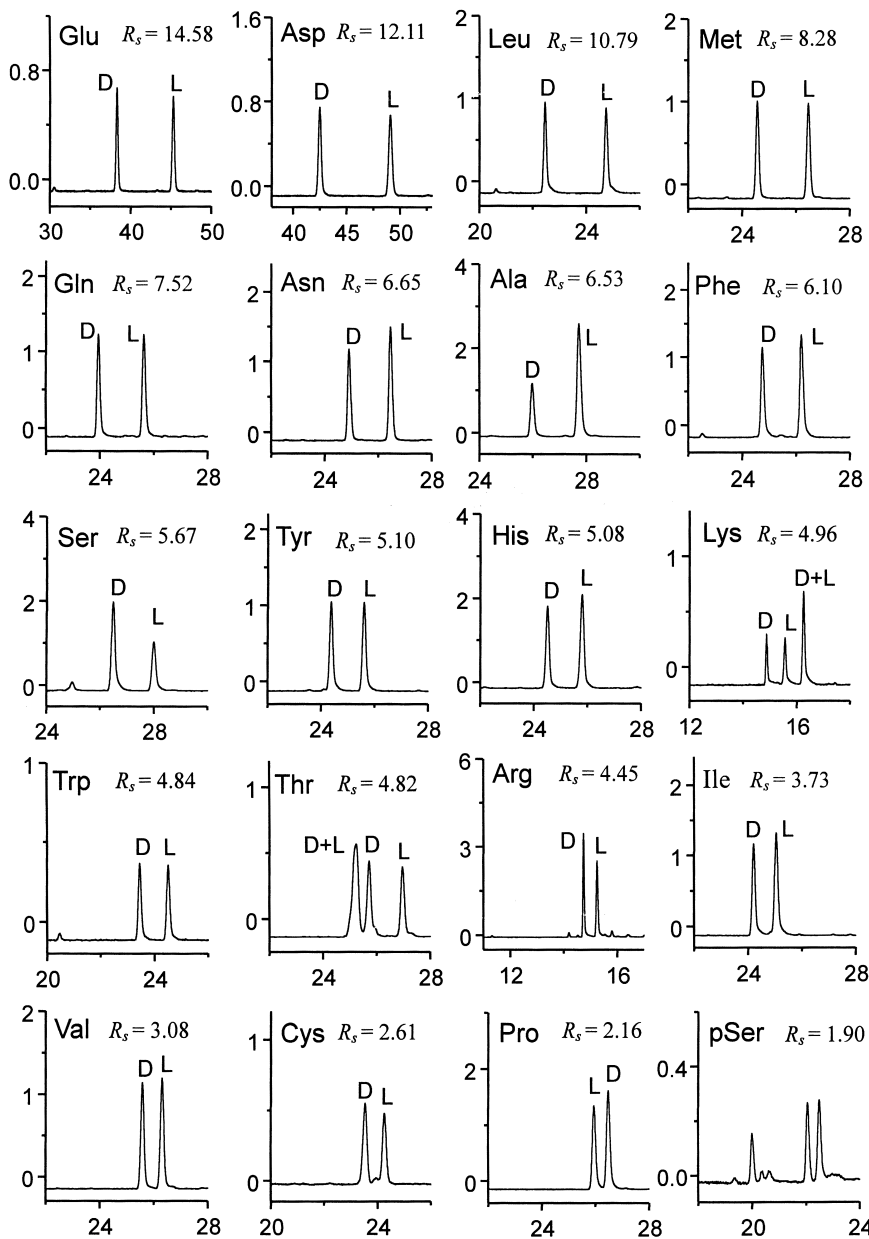 Glu Rs = 14.58
D L
0.8
0.0
30 40 50
Asp Rs = 12.11
1.6
D L
0.8
0.0
40 45 50
Leu Rs = 10.79
2
D L
1
0
20 22 24 26
Met Rs = 8.28
2
D L
1
0
24 28
Gln Rs = 7.52
2
D L
1
0
24 28
Asn Rs = 6.65
2
D L
1
0
24 28
Ala Rs = 6.53
4
D L
2
0
24 26 28 30
Phe Rs = 6.10
2
D L
1
0
24 28
Ser Rs = 5.67
4
D L
2
0
24 28
Tyr Rs = 5.10
2
D L
1
0
24 28
His Rs = 5.08
4
D L
2
0
24 28
Lys Rs = 4.96
1
D L D+L
0
12 16
Trp Rs = 4.84
1
D L
0
20 24
Thr Rs = 4.82
1
D+L D L
0
24 28
Arg Rs = 4.45
6
D L
3
0
12 16
Ile Rs = 3.73
2
D L
1
0
24 28
Val Rs = 3.08
2
D L
1
0
24 28
Cys Rs = 2.61
1
D L
0
20 24
Pro Rs = 2.16
2
L D
0
24 28
pSer Rs = 1.90
0.4
0.0
20 24